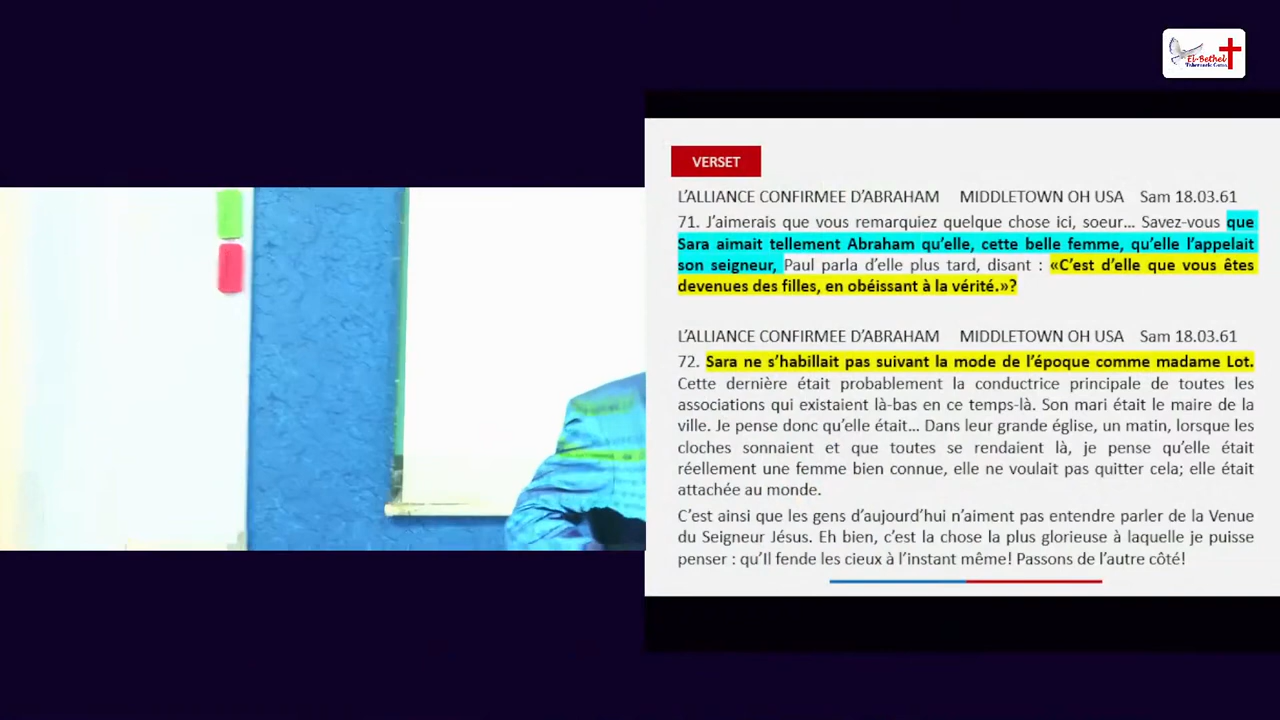 El-Bethel
VERSET
L'ALLIANCE CONFIRMEE D'ABRAHAM MIDDLETOWN OH USA Sam 18.03.61
71. J'aimerais que vous remarquiez quelque chose ici, soeur... Savez-vous que
Sara aimait tellement Abraham qu'elle, cette belle femme, qu'elle l'appelait
son seigneur, Paul parla d'elle plus tard, disant : «C'est d'elle que vous êtes
devenues des filles, en obéissant à la vérité.»?
L'ALLIANCE CONFIRMEE D'ABRAHAM MIDDLETOWN OH USA Sam 18.03.61
72. Sara ne s'habillait pas suivant la mode de l'époque comme madame Lot.
Cette dernière était probablement la conductrice principale de toutes les
associations qui existaient là-bas en ce temps-là. Son mari était le maire de la
ville. Je pense donc qu'elle était... Dans leur grande église, un matin, lorsque les
cloches sonnaient et que toutes se rendaient là, je pense qu'elle était
réellement une femme bien connue, elle ne voulait pas quitter cela; elle était
attachée au monde.
C'est ainsi que les gens d'aujourd'hui n'aiment pas entendre parler de la Venue
du Seigneur Jésus. Eh bien, c'est la chose la plus glorieuse à laquelle je puisse
penser : qu'Il fende les cieux à l'instant même! Passons de l'autre côté!